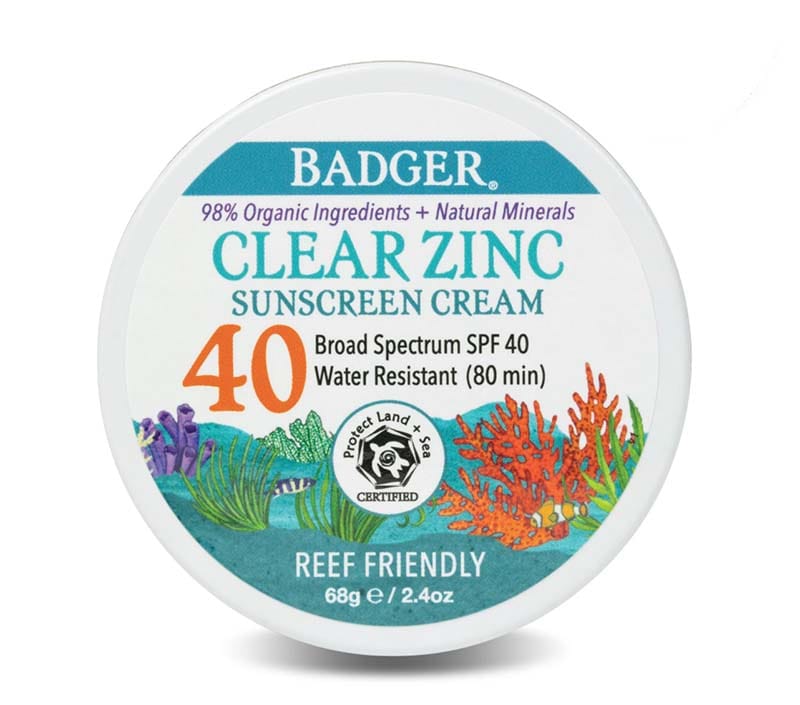 BADGER®
98% Organic Ingredients + Natural Minerals
CLEAR ZINC
SUNSCREEN CREAM
40
Broad Spectrum SPF 40
Water Resistant (80 min)
Protect Land + Sea
CERTIFIED
REEF FRIENDLY
68g ℮ / 2.4oz